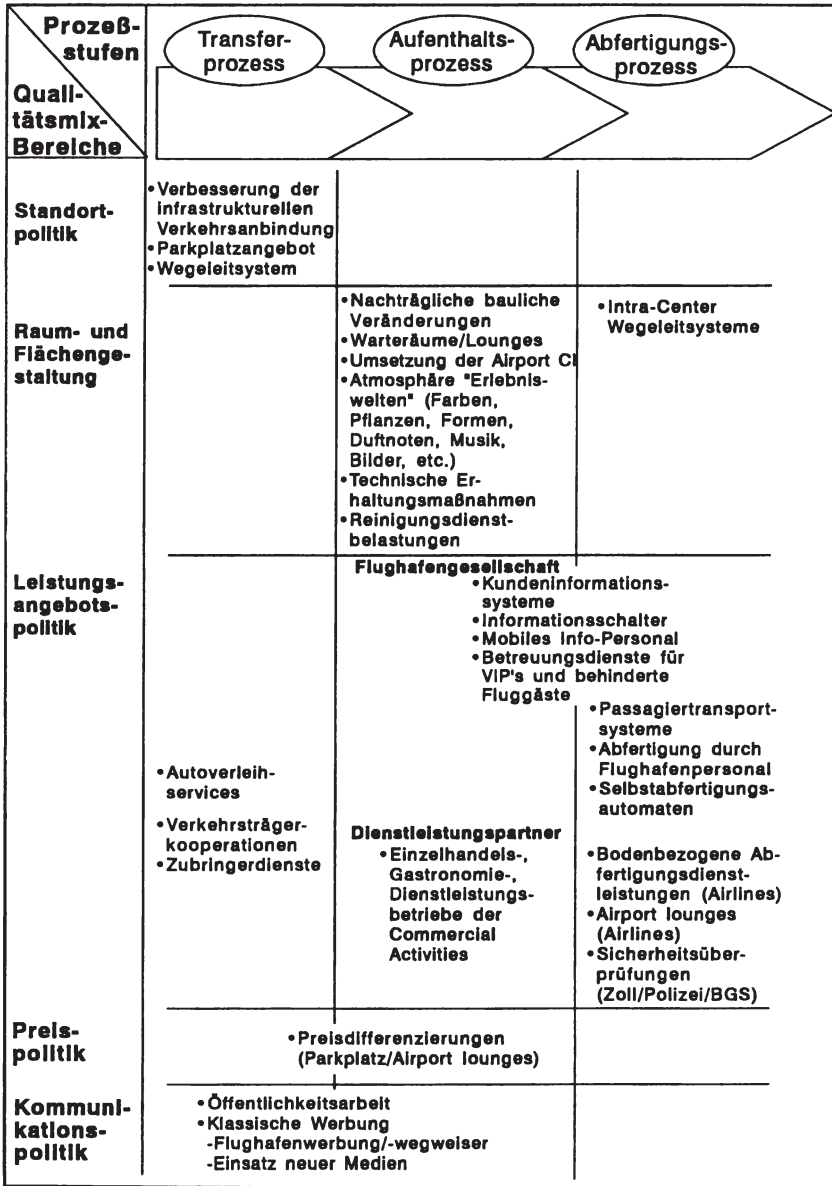 Prozeß-
stufen
Quali-
tätsmix-
Bereiche
Transfer-
prozess
Aufenthalts-
prozess
Abfertigungs-
prozess
Standort-
politik
•Verbesserung der
infrastrukturellen
Verkehrsanbindung
•Parkplatzangebot
•Wegeleitsystem
Raum- und
Flächenge-
staltung
•Nachträgliche bauliche
Veränderungen
•Warteräume/Lounges
•Umsetzung der Airport CI
•Atmosphäre "Erlebnis-
welten" (Farben,
Pflanzen, Formen,
Duftnoten, Musik,
Bilder, etc.)
•Technische Er-
haltungsmaßnahmen
•Reinigungsdienst-
belastungen
•Intra-Center
Wegeleitsysteme
Leistungs-
angebots-
politik
Flughafengesellschaft
•Kundeninformations-
systeme
•Informationsschalter
•Mobiles Info-Personal
•Betreuungsdienste für
VIP's und behinderte
Fluggäste
•Passagiertransport-
systeme
•Abfertigung durch
Flughafenpersonal
•Selbstabfertigungs-
automaten
•Autoverleih-
services
•Verkehrsträger-
kooperationen
•Zubringerdienste
Dienstleistungspartner
•Einzelhandels-,
Gastronomie-,
Dienstleistungs-
betriebe der
Commercial
Activities
•Bodenbezogene Ab-
fertigungsdienst-
leistungen (Airlines)
•Airport lounges
(Airlines)
•Sicherheitsüber-
prüfungen
(Zoll/Polizei/BGS)
Preis-
politik
•Preisdifferenzierungen
(Parkplatz/Airport lounges)
Kommuni-
kations-
politik
•Öffentlichkeitsarbeit
•Klassische Werbung
-Flughafenwerbung/-wegweiser
-Einsatz neuer Medien